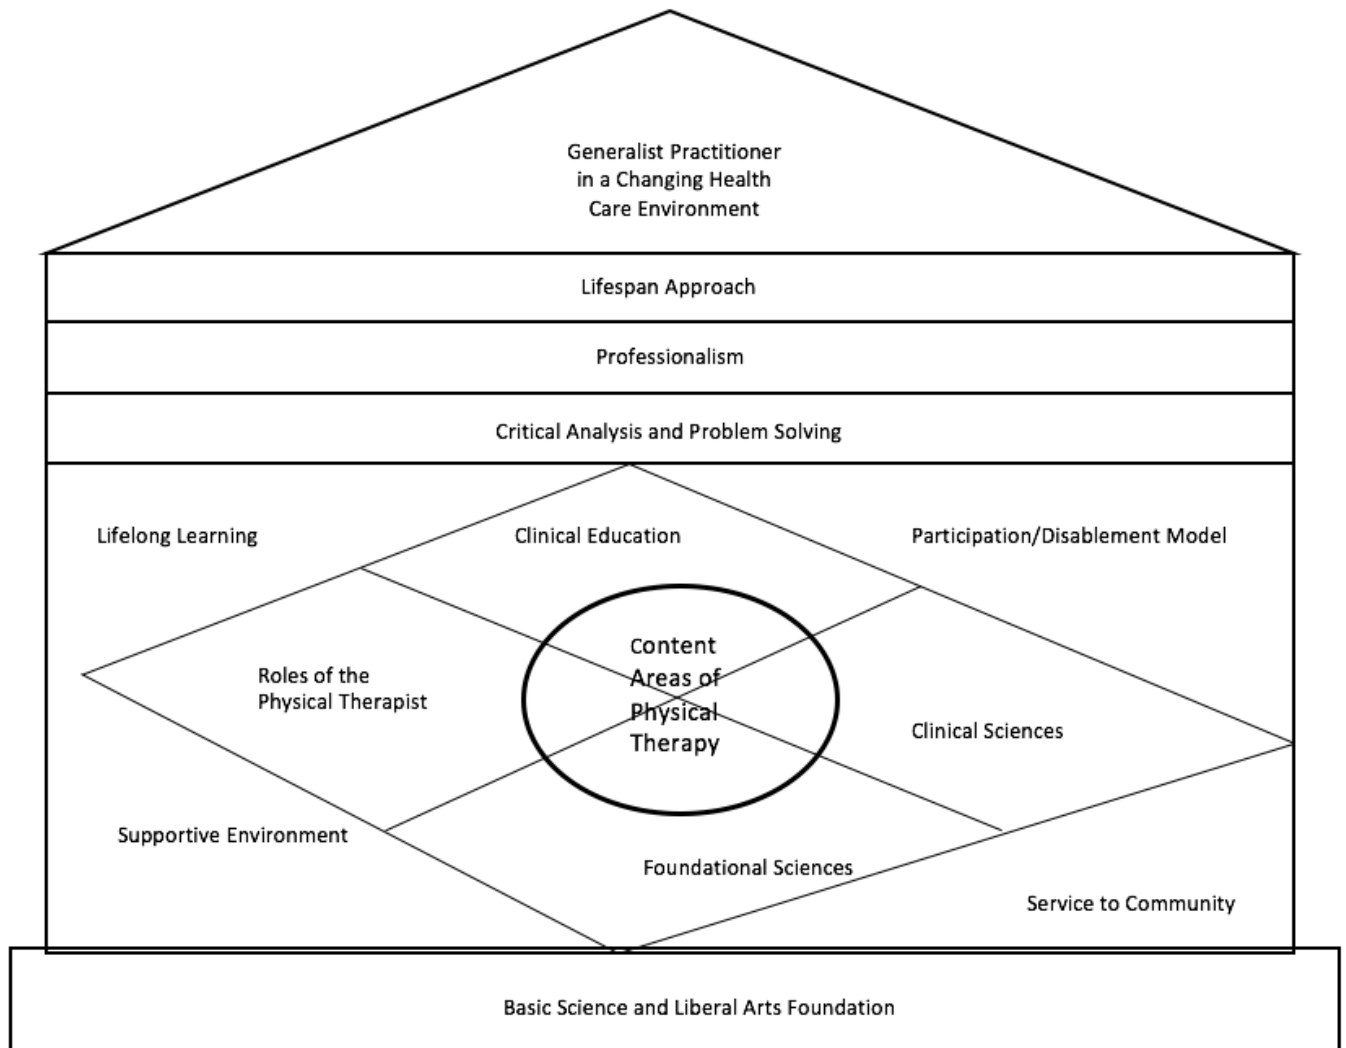 Generalist Practitioner
in a Changing Health
Care Environment
Lifespan Approach
Professionalism
Critical Analysis and Problem Solving
Lifelong Learning
Clinical Education
Participation/Disablement Model
Content
Areas of
Physical
Therapy
Roles of the
Physical Therapist
Clinical Sciences
Supportive Environment
Foundational Sciences
Service to Community
Basic Science and Liberal Arts Foundation